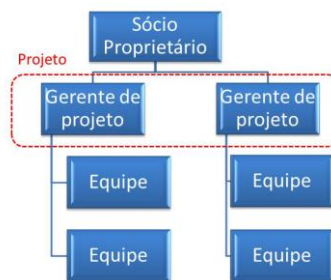 Sócio
Proprietário
Projeto
Gerente de
projeto
Gerente de
projeto
Equipe
Equipe
Equipe
Equipe